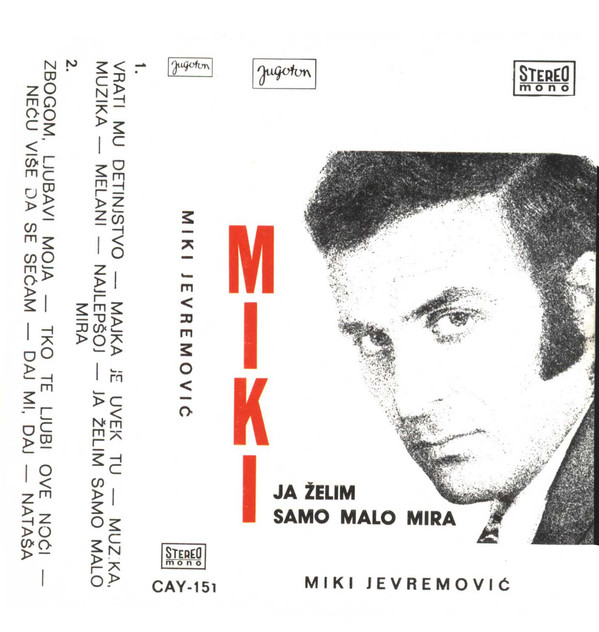 1.
VRATI MU DETINJSTVO — MAJKA JE UVEK TU — MUZ.KA,
MUZIKA — MELANI — NAJLEPŠOJ — JA ŽELIM SAMO MALO
MIRA
2.
ZBOGOM, LJUBAVI MOJA — TKO TE LJUBI OVE NOĆI —
NEĆU VIŠE DA SE SEĆAM — DAJ MI, DAJ — NATAŠA
Jugoton
MIKI JEVREMOVIĆ
STEREO
mono
CAY-151
Jugoton
STEREO
mono
MIKI
JA ŽELIM
SAMO MALO MIRA
MIKI JEVREMOVIĆ